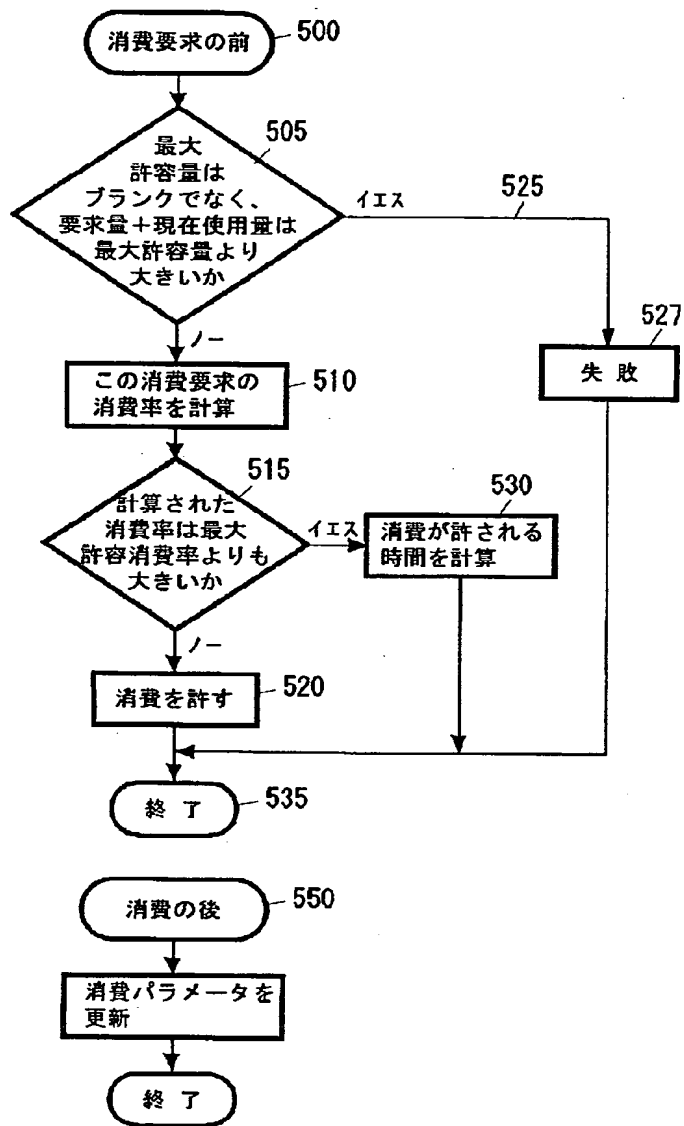 消費要求の前
500
最大
許容量は
ブランクでなく、
要求量＋現在使用量は
最大許容量より
大きいか
505
イエス
525
ノー
527
失敗
この消費要求の
消費率を計算
510
計算された
消費率は最大
許容消費率よりも
大きいか
515
イエス
530
消費が許される
時間を計算
ノー
消費を許す
520
終了
535
消費の後
550
消費パラメータを
更新
終了